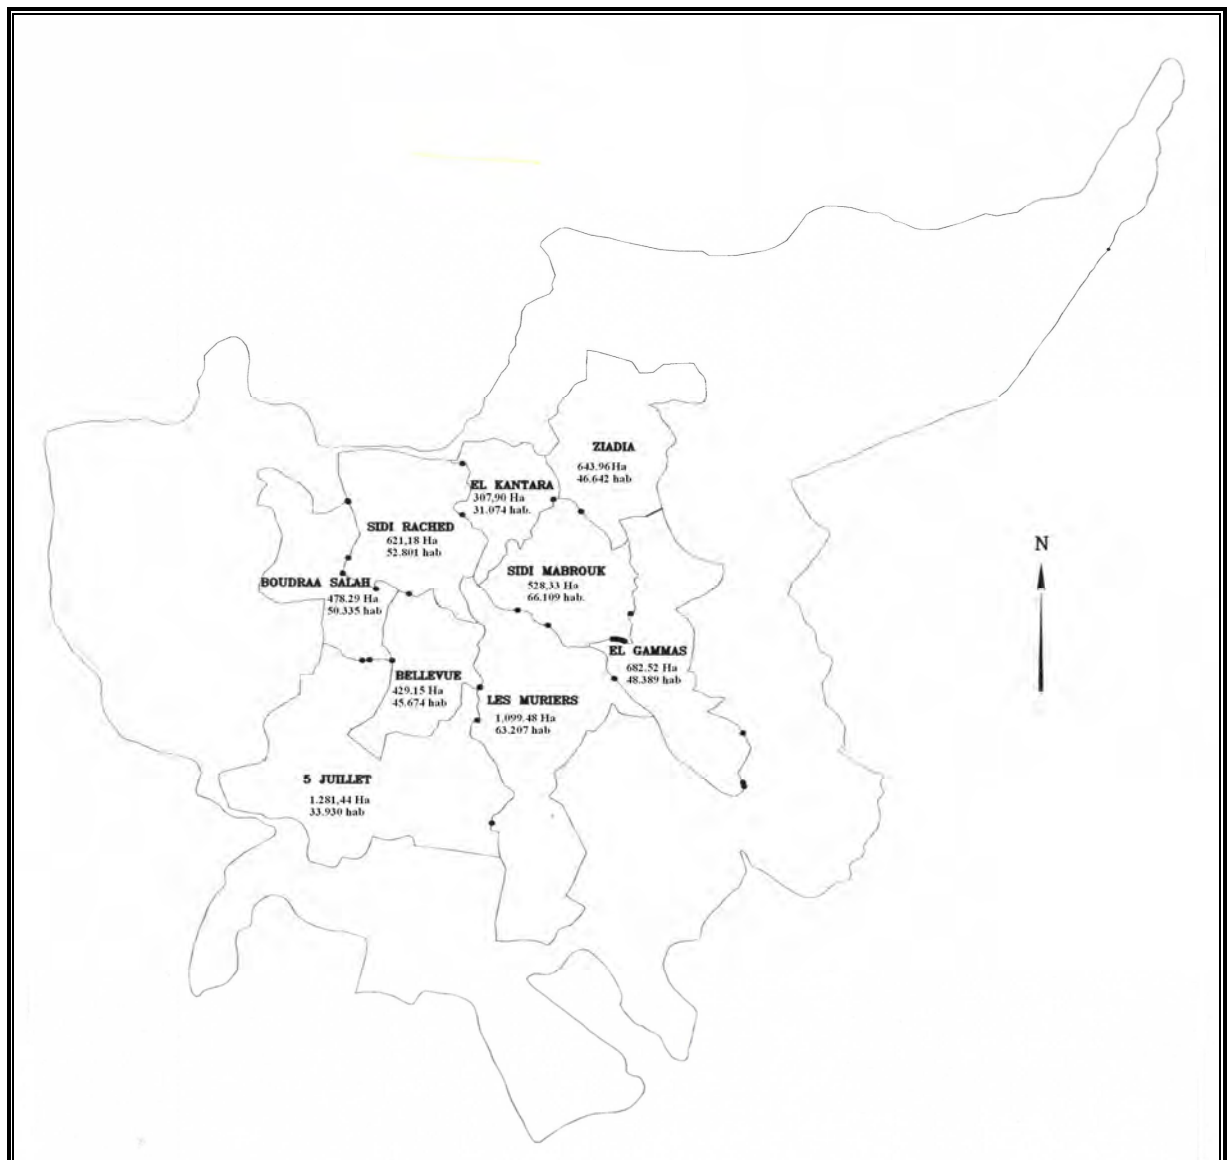 ZIADIA
643.96Ha
46.642 hab
EL KANTARA
307,90 Ha
31.074 hab.
SIDI RACHED
621,18 Ha
52.801 hab
N
SIDI MABROUK
528,33 Ha
66.109 hab.
BOUDRAA SALAH
478.29 Ha
50.335 hab
EL GAMMAS
682.52 Ha
48.389 hab
BELLEVUE
429.15 Ha
45.674 hab
LES MURIERS
1,099.48 Ha
63.207 hab
5 JUILLET
1.281,44 Ha
33.930 hab